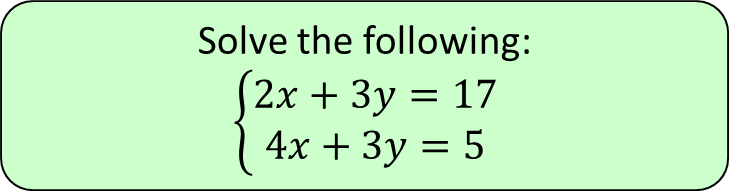 Solve the following:
2x + 3y = 17
4x + 3y = 5